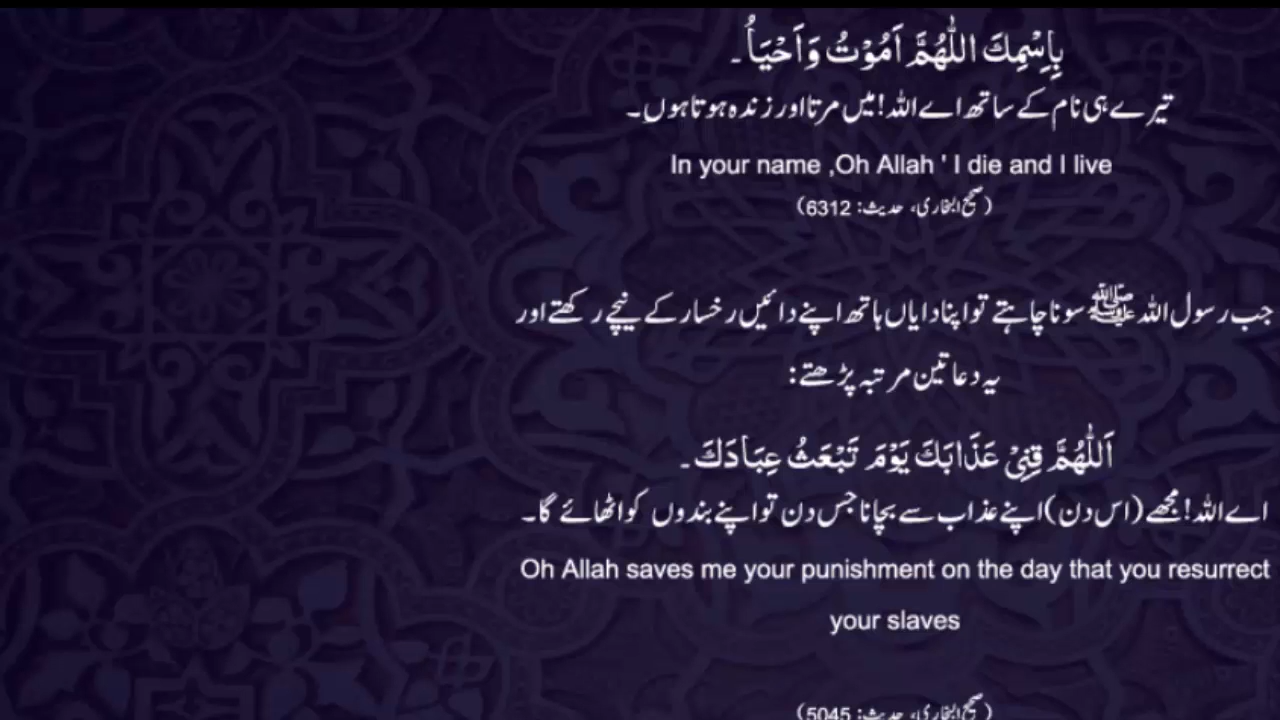 بِاِسْمِكَ اللّٰهُمَّ اَمُوْتُ وَاَحْيَاُ۔
تیرے ہی نام کے ساتھ اے اللہ! میں مرتا اور زندہ ہوتا ہوں۔
In your name ,Oh Allah ' I die and I live
(صحیح البخاری، حدیث: 6312)
جب رسول اللہ ﷺ سونا چاہتے تو اپنا دایاں ہاتھ اپنے دائیں رخسار کے نیچے رکھتے اور
یہ دعا تین مرتبہ پڑھتے:
اَللّٰهُمَّ قِنِيْ عَذَابَكَ يَوْمَ تَبْعَثُ عِبَادَكَ۔
اے اللہ! مجھے (اس دن) اپنے عذاب سے بچانا جس دن تو اپنے بندوں کو اٹھائے گا۔
Oh Allah saves me your punishment on the day that you resurrect
your slaves
(صحیح البخاری، حدیث: 5045)